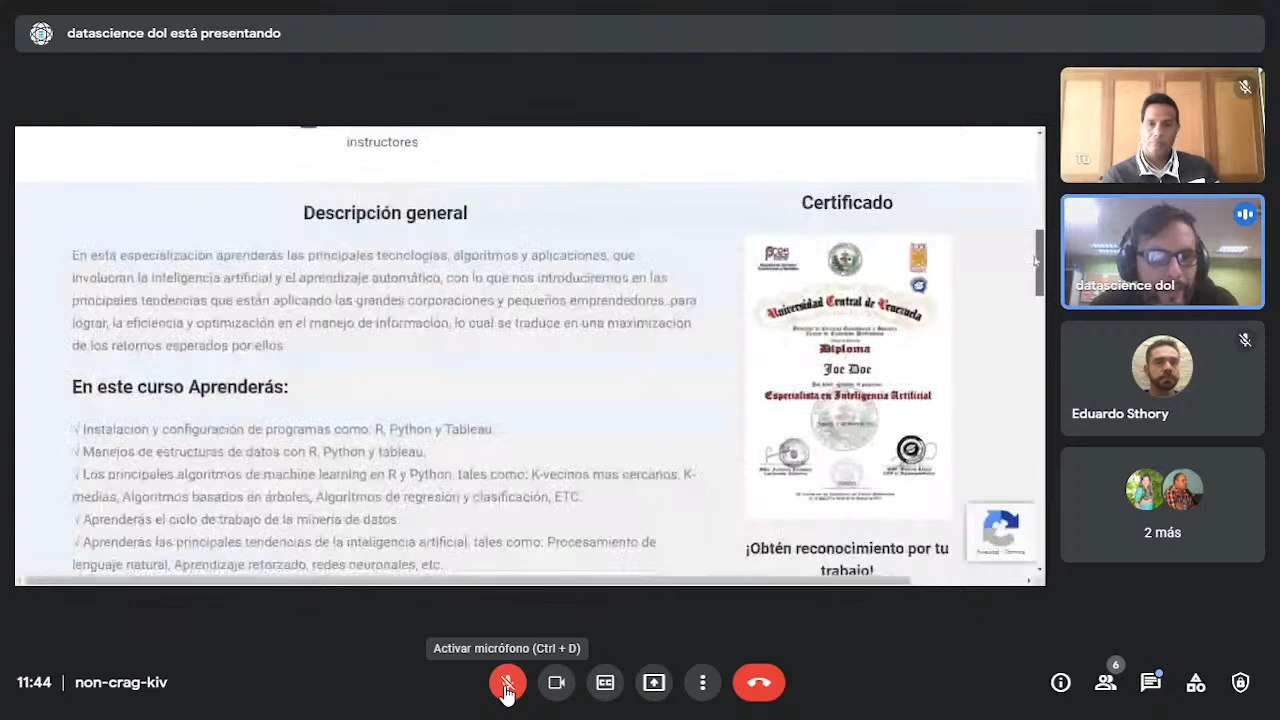 datascience dol está presentando
instructores
Descripción general
En esta especialización aprenderas las principales tecnologías, algoritmos y aplicaciones, que
involucran la inteligencia artificial y el aprendizaje automático, con lo que nos introduciremos en las
principales tendencias que están aplicando las grandes corporaciones y pequeños emprendedores, para
lograr, la eficiencia y optimización en el manejo de información, lo cual se traduce en una maximización
de los retornos esperados por ellos
En este curso Aprenderás:
√ Instalación y configuración de programas como: R, Python y Tableau.
√ Manejos de estructuras de datos con R, Python y tableau.
√ Los principales algoritmos de machine learning en R y Python, tales como: K-vecinos mas cercanos, K-
medias, Algoritmos basados en árboles, Algoritmos de regresión y clasificación, ETC.
√ Aprenderás el ciclo de trabajo de la minería de datos.
√ Aprenderás las principales tendencias de la inteligencia artificial, tales como: Procesamiento de
lenguaje natural, Aprendizaje reforzado, redes neuronales, etc.
Certificado
Universidad Central de Venezuela
Diploma
Joe Doe
Especialista en Inteligencia Artificial
¡Obtén reconocimiento por tu
trabajo!
Tú
datascience dol
Eduardo Sthory
2 más
Activar micrófono (Ctrl + D)
11:44 | non-crag-kiv
6